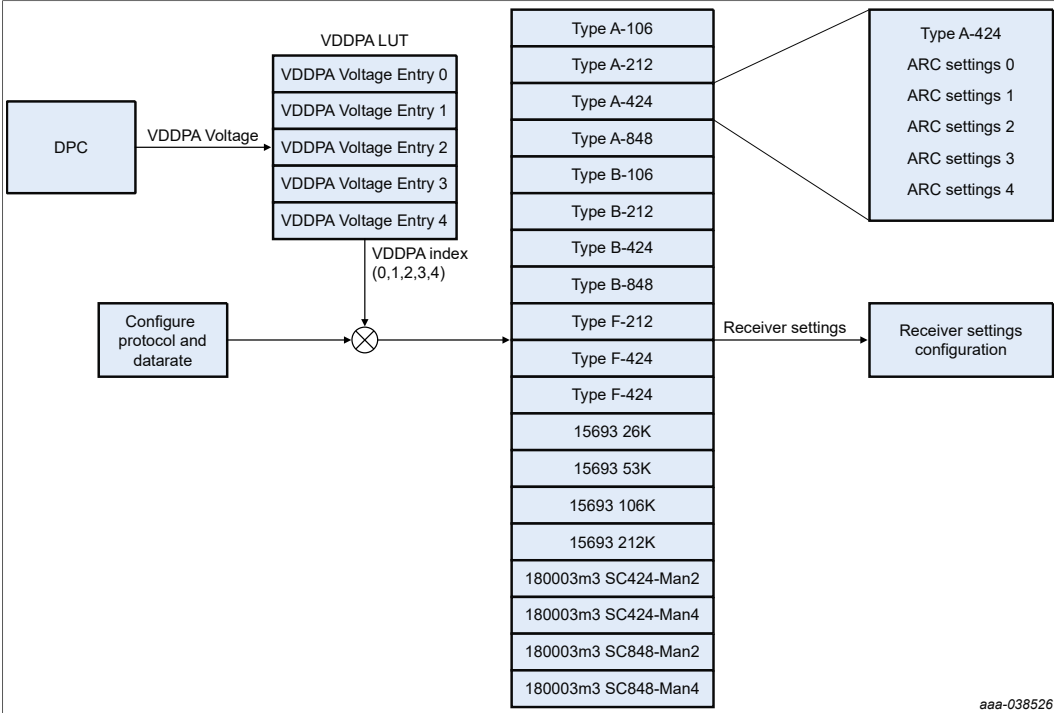 DPC
VDDPA Voltage
VDDPA LUT
VDDPA Voltage Entry 0
VDDPA Voltage Entry 1
VDDPA Voltage Entry 2
VDDPA Voltage Entry 3
VDDPA Voltage Entry 4
VDDPA index
(0,1,2,3,4)
Configure
protocol and
datarate
Type A-106
Type A-212
Type A-424
Type A-848
Type B-106
Type B-212
Type B-424
Type B-848
Type F-212
Type F-424
Type F-424
15693 26K
15693 53K
15693 106K
15693 212K
180003m3 SC424-Man2
180003m3 SC424-Man4
180003m3 SC848-Man2
180003m3 SC848-Man4
Type A-424
ARC settings 0
ARC settings 1
ARC settings 2
ARC settings 3
ARC settings 4
Receiver settings
Receiver settings
configuration
aaa-038526